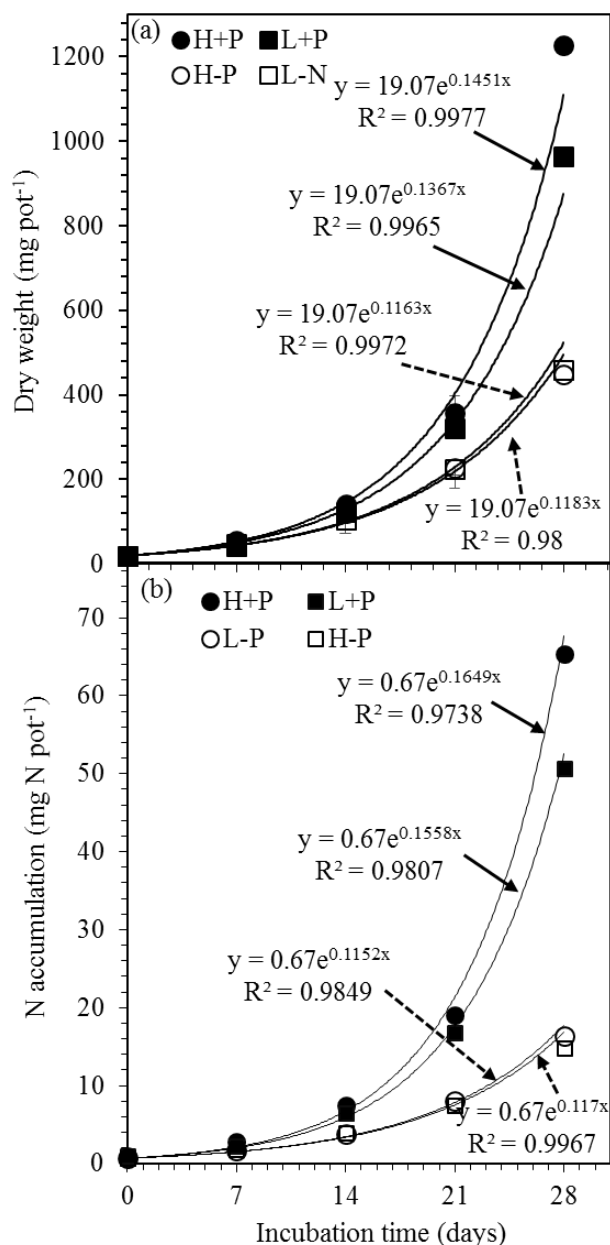 (a)
H+P L+P
H-P L-N
y = 19.07e^0.1451x
R² = 0.9977
y = 19.07e^0.1367x
R² = 0.9965
y = 19.07e^0.1163x
R² = 0.9972
y = 19.07e^0.1183x
R² = 0.98
Dry weight (mg pot⁻¹)
1200
1000
800
600
400
200
0
(b)
H+P L+P
L-P H-P
y = 0.67e^0.1649x
R² = 0.9738
y = 0.67e^0.1558x
R² = 0.9807
y = 0.67e^0.1152x
R² = 0.9849
y = 0.67e^0.117x
R² = 0.9967
N accumulation (mg N pot⁻¹)
70
60
50
40
30
20
10
0
0 7 14 21 28
Incubation time (days)